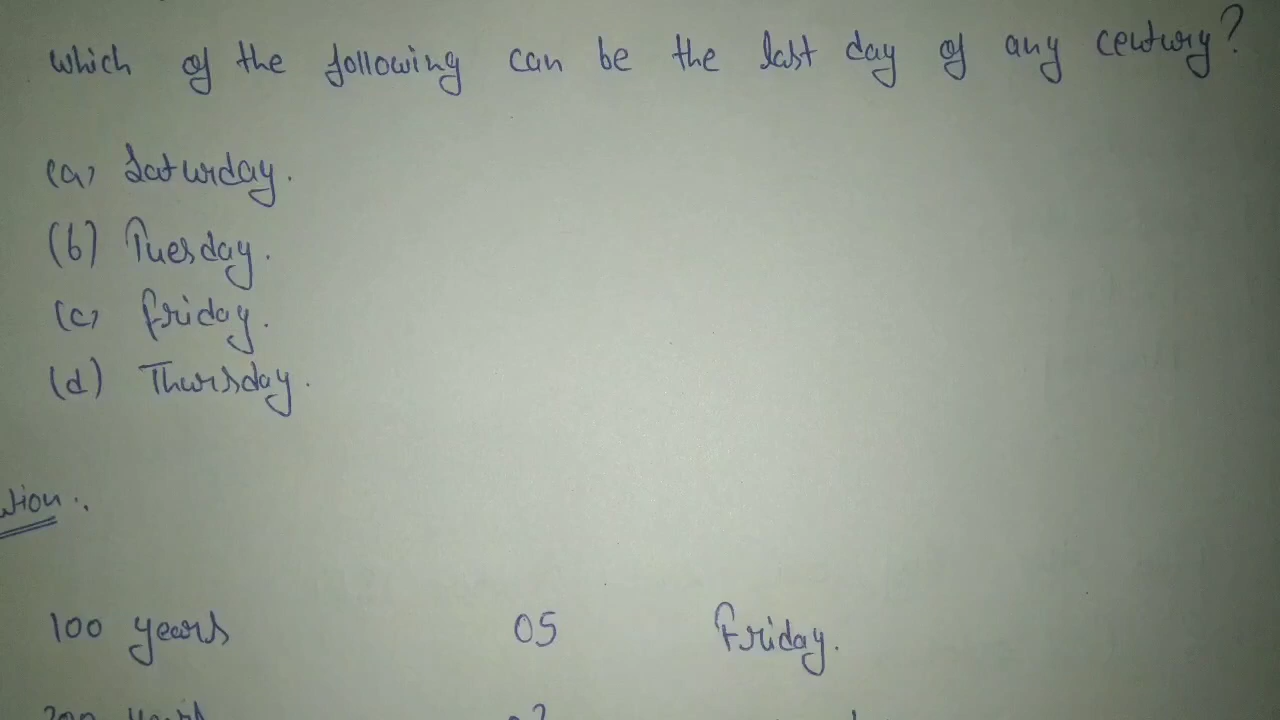 Which of the following can be the last day of any century?
(a) Saturday.
(b) Tuesday.
(c) Friday.
(d) Thursday.
100 years 05 Friday.